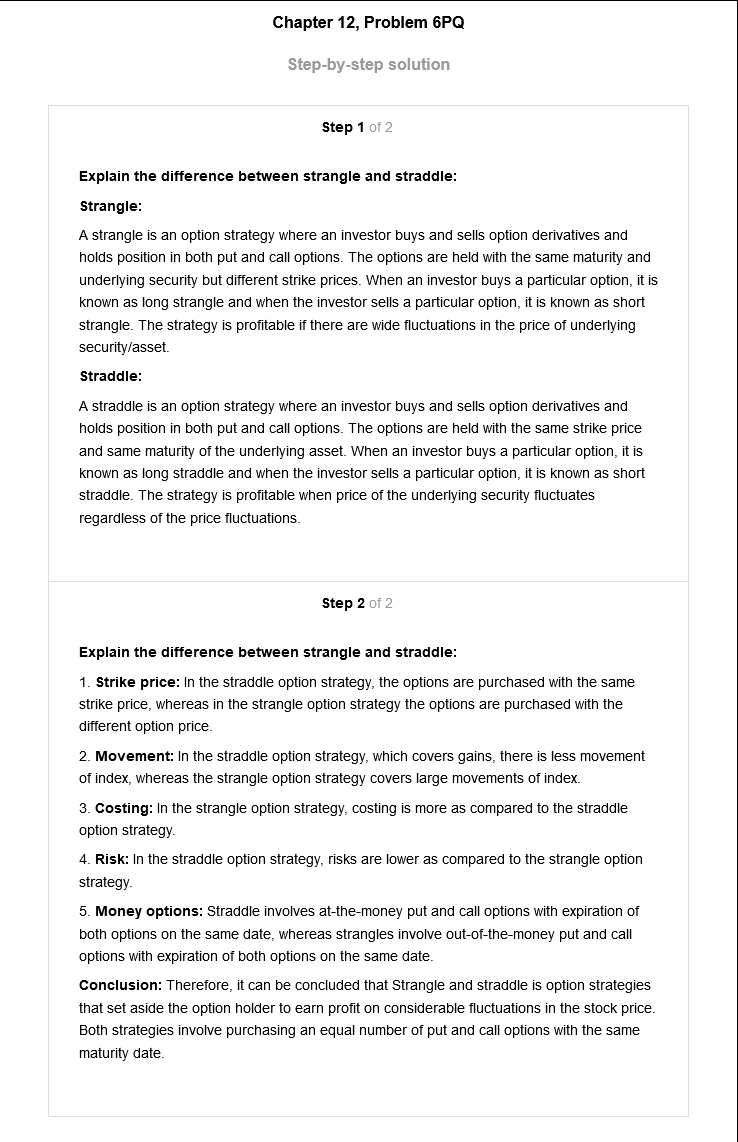 Chapter 12, Problem 6PQ
Step-by-step solution
Step 1 of 2
Explain the difference between strangle and straddle:
Strangle:
A strangle is an option strategy where an investor buys and sells option derivatives and
holds position in both put and call options. The options are held with the same maturity and
underlying security but different strike prices. When an investor buys a particular option, it is
known as long strangle and when the investor sells a particular option, it is known as short
strangle. The strategy is profitable if there are wide fluctuations in the price of underlying
security/asset.
Straddle:
A straddle is an option strategy where an investor buys and sells option derivatives and
holds position in both put and call options. The options are held with the same strike price
and same maturity of the underlying asset. When an investor buys a particular option, it is
known as long straddle and when the investor sells a particular option, it is known as short
straddle. The strategy is profitable when price of the underlying security fluctuates
regardless of the price fluctuations.
Step 2 of 2
Explain the difference between strangle and straddle:
1. Strike price: In the straddle option strategy, the options are purchased with the same
strike price, whereas in the strangle option strategy the options are purchased with the
different option price.
2. Movement: In the straddle option strategy, which covers gains, there is less movement
of index, whereas the strangle option strategy covers large movements of index.
3. Costing: In the strangle option strategy, costing is more as compared to the straddle
option strategy.
4. Risk: In the straddle option strategy, risks are lower as compared to the strangle option
strategy.
5. Money options: Straddle involves at-the-money put and call options with expiration of
both options on the same date, whereas strangles involve out-of-the-money put and call
options with expiration of both options on the same date.
Conclusion: Therefore, it can be concluded that Strangle and straddle is option strategies
that set aside the option holder to earn profit on considerable fluctuations in the stock price.
Both strategies involve purchasing an equal number of put and call options with the same
maturity date.